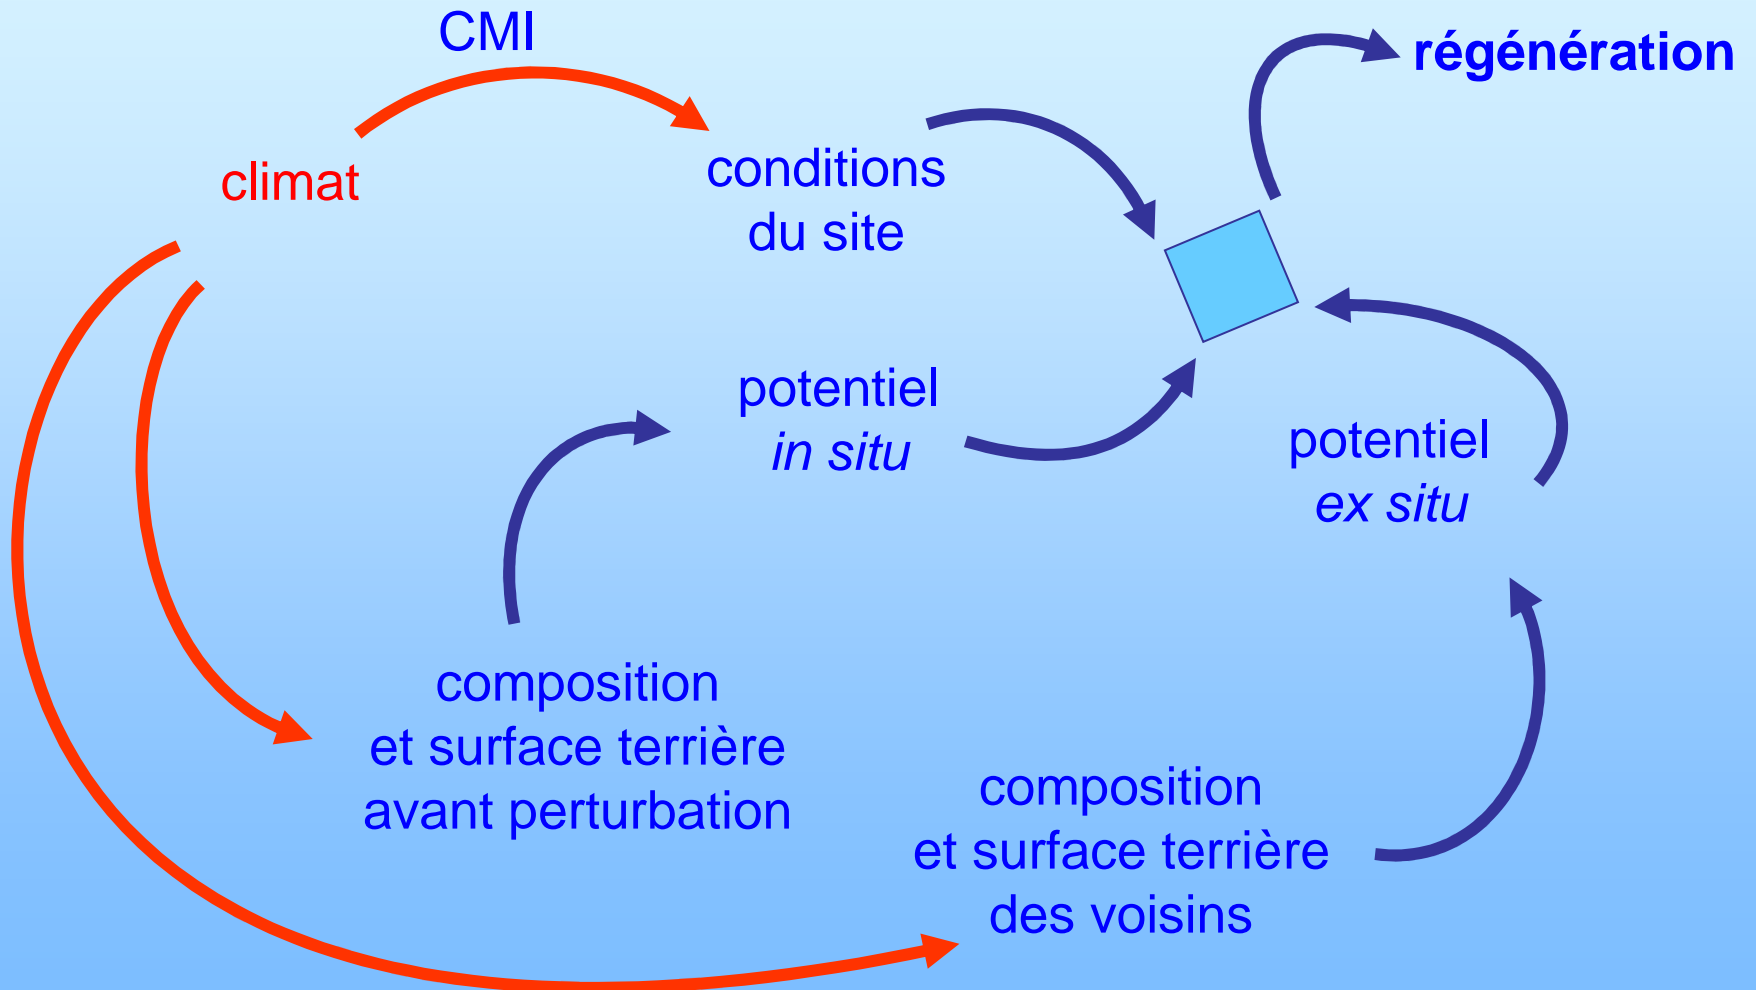 CMI
régénération
climat
conditions
du site
potentiel
in situ
potentiel
ex situ
composition
et surface terrière
avant perturbation
composition
et surface terrière
des voisins